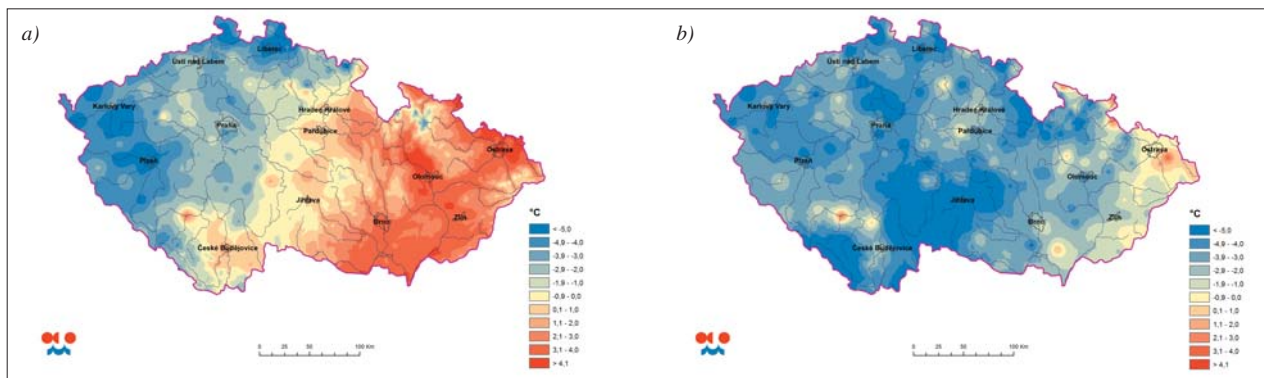 a)
Liberec
Ústí nad Labem
Karlovy Vary
Hradec Králové
Praha
Pardubice
Plzeň
Ostrava
Olomouc
Jihlava
Zlín
Brno
České Budějovice
°C
< -5,0
-4,9 - -4,0
-3,9 - -3,0
-2,9 - -2,0
-1,9 - -1,0
-0,9 - 0,0
0,1 - 1,0
1,1 - 2,0
2,1 - 3,0
3,1 - 4,0
> 4,1
0 25 50 100 Km
b)
Liberec
Ústí nad Labem
Karlovy Vary
Hradec Králové
Praha
Pardubice
Plzeň
Ostrava
Olomouc
Jihlava
Zlín
Brno
České Budějovice
°C
< -5,0
-4,9 - -4,0
-3,9 - -3,0
-2,9 - -2,0
-1,9 - -1,0
-0,9 - 0,0
0,1 - 1,0
1,1 - 2,0
2,1 - 3,0
3,1 - 4,0
> 4,1
0 25 50 100 Km